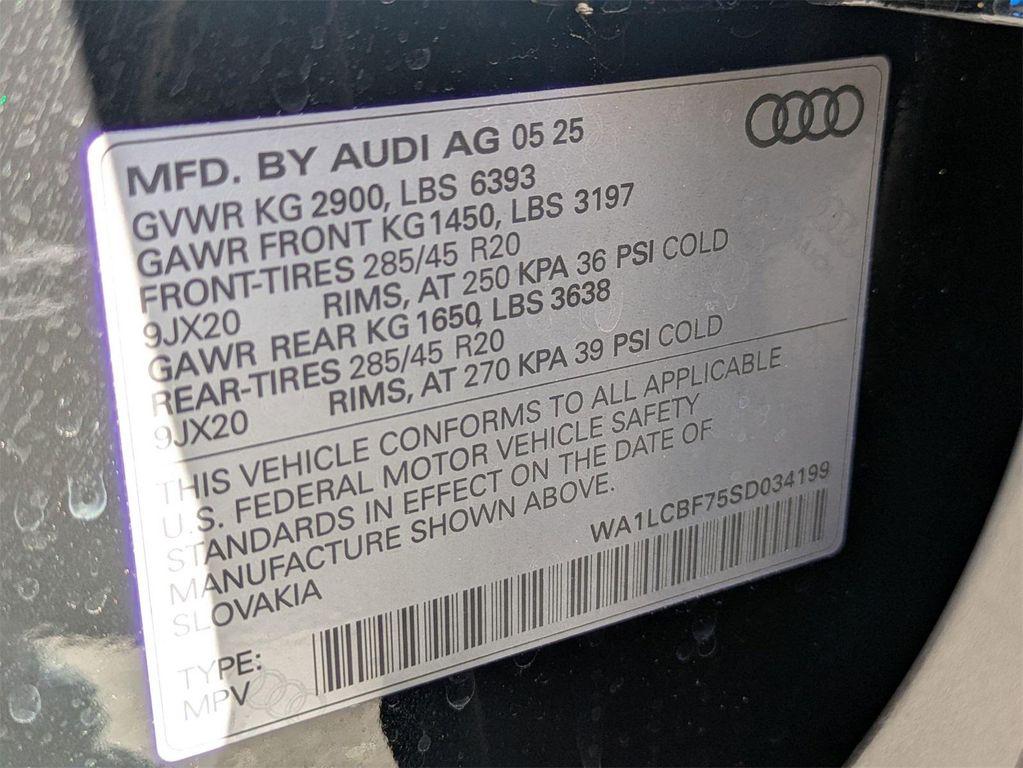 MFD. BY AUDI AG 05 25
GVWR KG 2900, LBS 6393
GAWR FRONT KG 1450, LBS 3197
FRONT-TIRES 285/45 R20
9JX20 RIMS, AT 250 KPA 36 PSI COLD
GAWR REAR KG 1650, LBS 3638
REAR-TIRES 285/45 R20
9JX20 RIMS, AT 270 KPA 39 PSI COLD
THIS VEHICLE CONFORMS TO ALL APPLICABLE
U.S. FEDERAL MOTOR VEHICLE SAFETY
STANDARDS IN EFFECT ON THE DATE OF
MANUFACTURE SHOWN ABOVE.
SLOVAKIA
WA1LCBF75SD034199
TYPE:
MPV